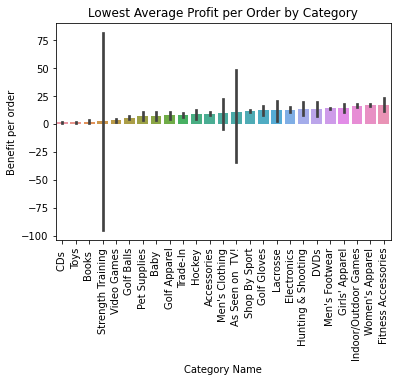 Lowest Average Profit per Order by Category
Benefit per order
75
50
25
0
−25
−50
−75
−100
CDs
Toys
Books
Strength Training
Video Games
Golf Balls
Pet Supplies
Baby
Golf Apparel
Trade-In
Hockey
Accessories
Men's Clothing
As Seen on  TV!
Shop By Sport
Golf Gloves
Lacrosse
Electronics
Hunting & Shooting
DVDs
Men's Footwear
Girls' Apparel
Indoor/Outdoor Games
Women's Apparel
Fitness Accessories
Category Name